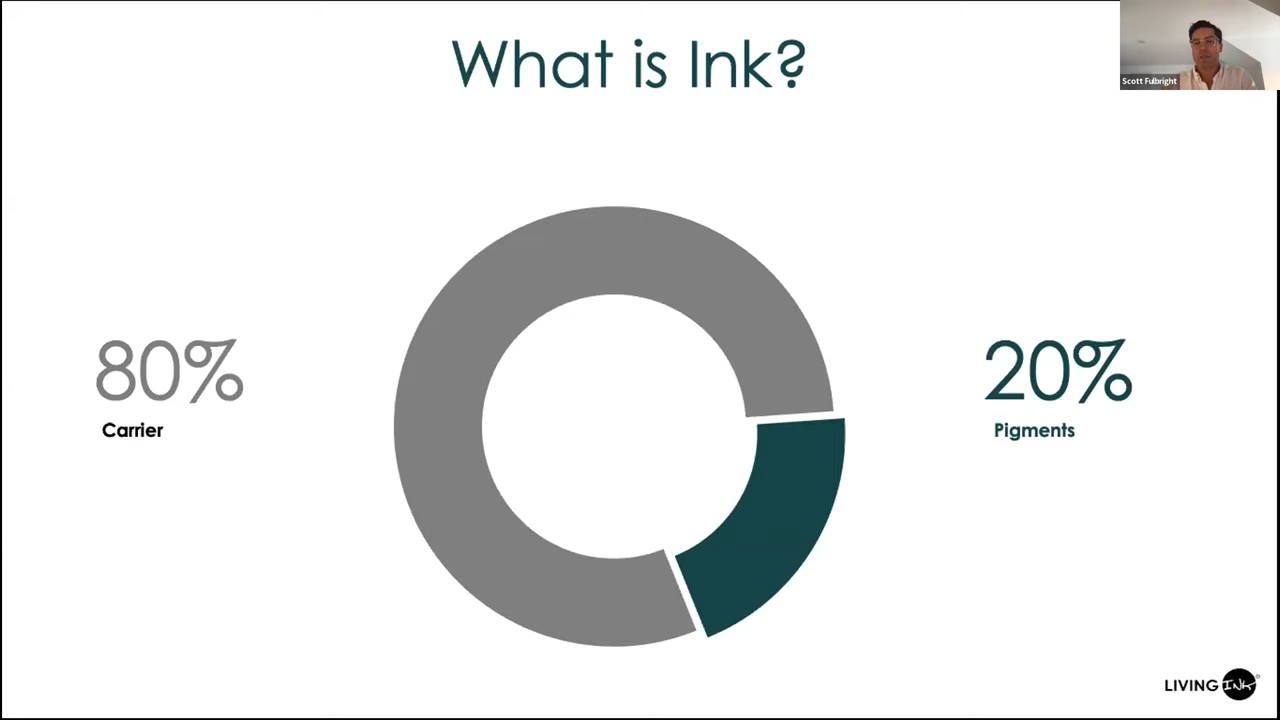 What is Ink?
Scott Fulbright
80%
Carrier
20%
Pigments
LIVING INK